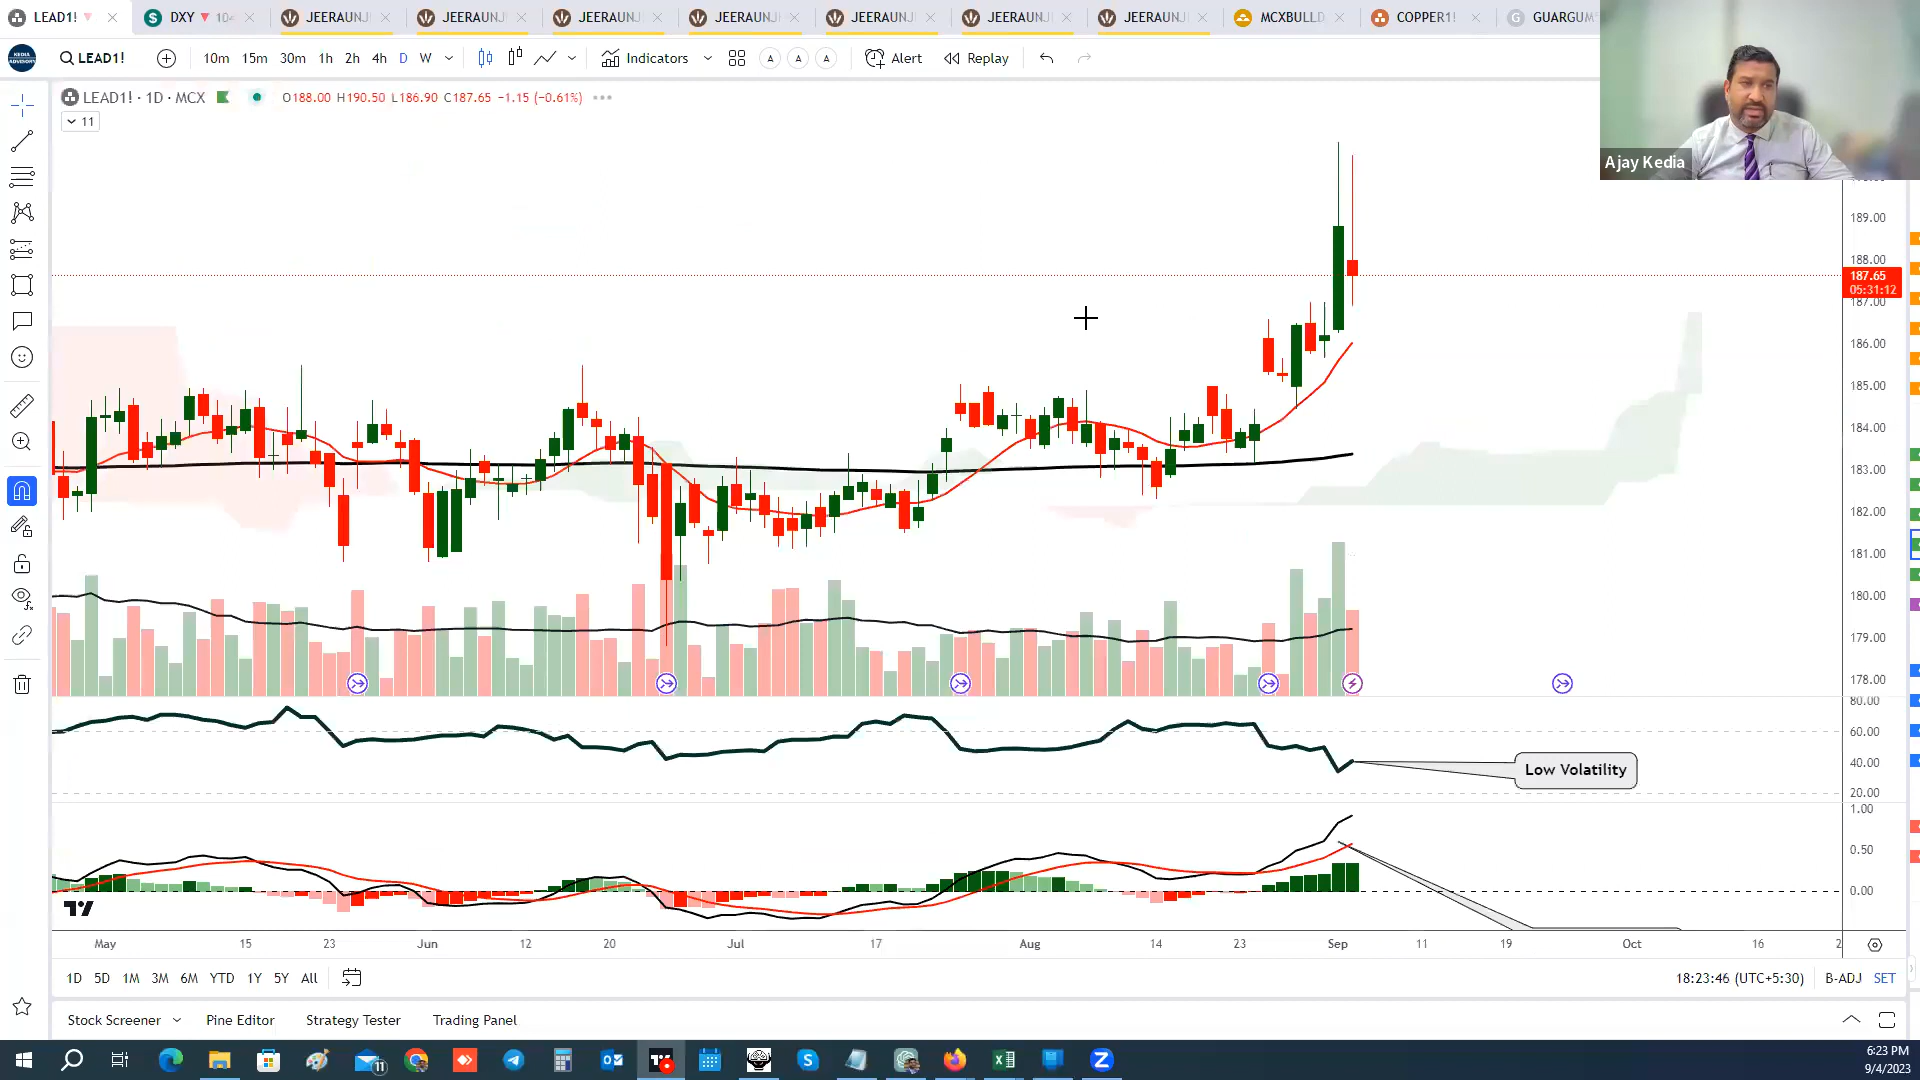 LEAD1!
DXY 104
JEERAUNJ
JEERAUNJ
JEERAUNJ
JEERAUNJ
JEERAUNJ
JEERAUNJ
JEERAUNJ
MCXBULLD
COPPER1!
GUARGUM5
KEDIA ADVISORY
LEAD1!
10m 15m 30m 1h 2h 4h D W
Indicators
A A A
Alert
Replay
LEAD1! · 1D · MCX
O188.00 H190.50 L186.90 C187.65 −1.15 (−0.61%)
11
Ajay Kedia
189.00
188.00
187.65
05:31:12
187.00
186.00
185.00
184.00
183.00
182.00
181.00
180.00
179.00
178.00
80.00
60.00
40.00
20.00
Low Volatility
1.00
0.50
0.00
May 15 23 Jun 12 20 Jul 17 Aug 14 23 Sep 11 19 Oct 16 2
1D 5D 1M 3M 6M YTD 1Y 5Y All
18:23:46 (UTC+5:30) B-ADJ SET
Stock Screener Pine Editor Strategy Tester Trading Panel
11
6:23 PM
9/4/2023